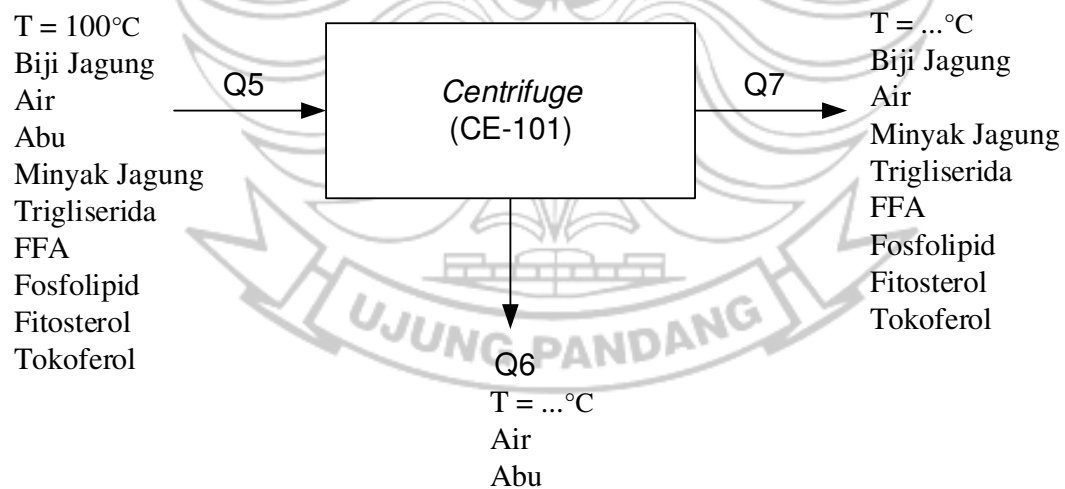 T = 100°C
Biji Jagung
Air
Abu
Minyak Jagung
Trigliserida
FFA
Fosfolipid
Fitosterol
Tokoferol
Q5
Centrifuge
(CE-101)
Q7
T = ...°C
Biji Jagung
Air
Minyak Jagung
Trigliserida
FFA
Fosfolipid
Fitosterol
Tokoferol
UJUNG PANDANG
Q6
T = ...°C
Air
Abu